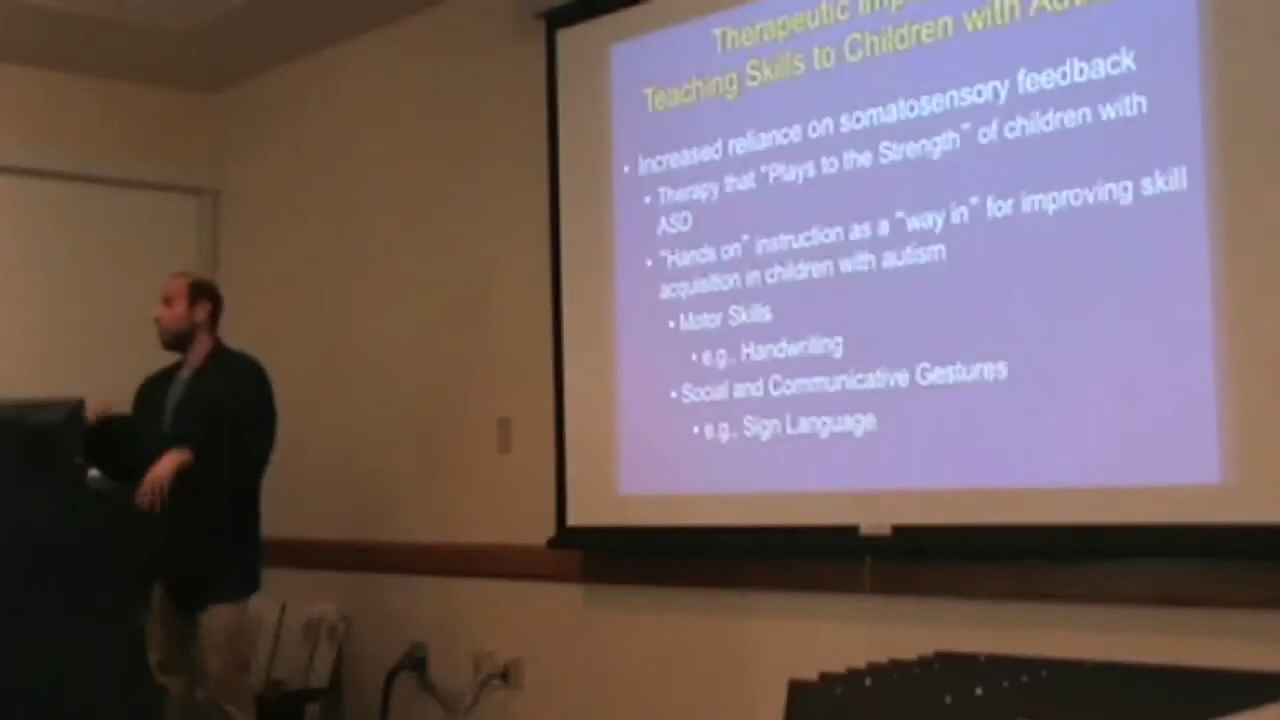 Therapeutic
Teaching Skills to Children with
• Increased reliance on somatosensory feedback
• Therapy that "Plays to the Strength" of children with
ASD
• "Hands on" instruction as a "way in" for improving skill
acquisition in children with autism
• Motor Skills
• e.g., Handwriting
• Social and Communicative Gestures
• e.g., Sign Language